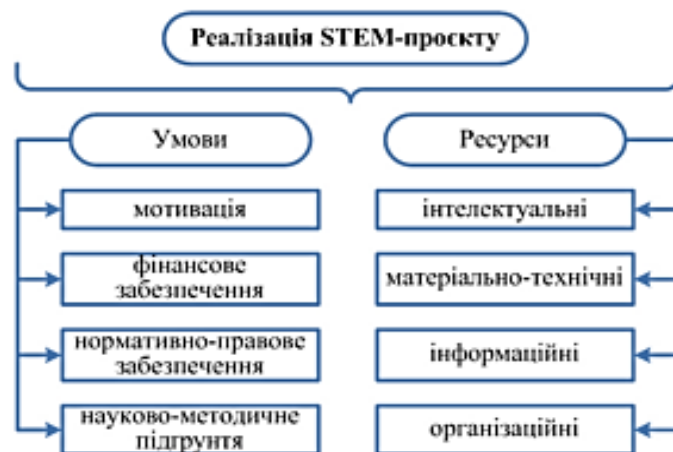 Реалізація STEM-проєкту
Умови
мотивація
фінансове
забезпечення
нормативно-правове
забезпечення
науково-методичне
підґрунтя
Ресурси
інтелектуальні
матеріально-технічні
інформаційні
організаційні